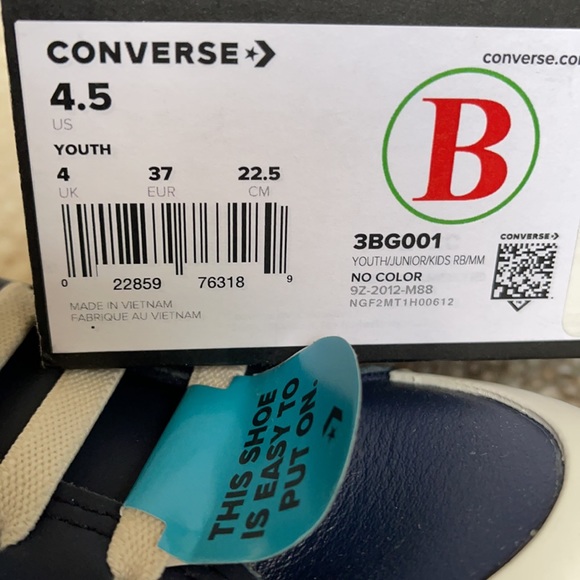 CONVERSE
converse.co
4.5
US
YOUTH
4 37 22.5
UK EUR CM
B
0 22859 76318 9
3BG001
YOUTH/JUNIOR/KIDS RB/MM
NO COLOR
9Z-2012-M88
NGF2MT1H00612
CONVERSE
MADE IN VIETNAM
FABRIQUE AU VIETNAM
THIS SHOE
IS EASY TO
PUT ON.